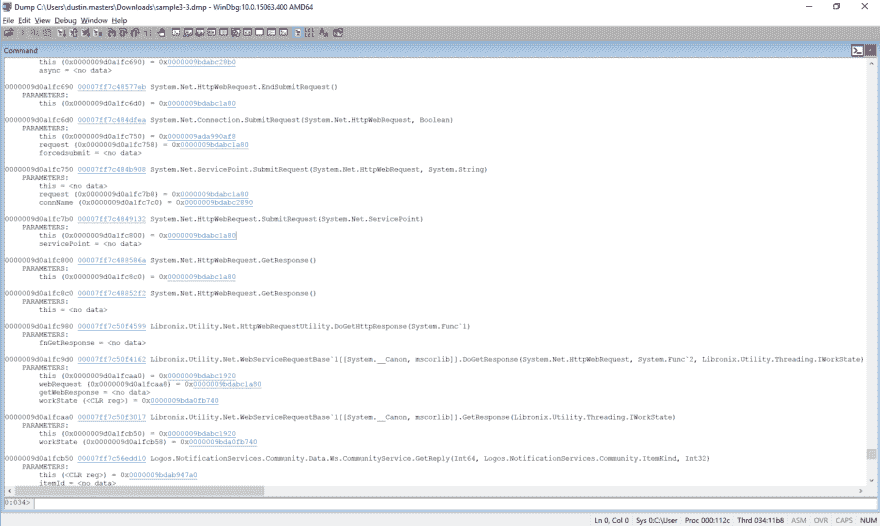 Dump C:\Users\dustin.masters\Downloads\sample3-3.dmp - WinDbg:10.0.15063.400 AMD64
File Edit View Debug Window Help
Command
this (0x0000009d0a1fc690) = 0x0000009bdabc28b0
async = <no data>
0000009d0a1fc690 00007ff7c48577ab System.Net.HttpWebRequest.EndSubmitRequest()
PARAMETERS:
this (0x0000009d0a1fc6d0) = 0x0000009bdabc1a80
0000009d0a1fc6d0 00007ff7c484dfea System.Net.Connection.SubmitRequest(System.Net.HttpWebRequest, Boolean)
PARAMETERS:
this (0x0000009d0a1fc750) = 0x0000009ada990af8
request (0x0000009d0a1fc758) = 0x0000009bdabc1a80
forcedsubmit = <no data>
0000009d0a1fc750 00007ff7c484b908 System.Net.ServicePoint.SubmitRequest(System.Net.HttpWebRequest, System.String)
PARAMETERS:
this = <no data>
request (0x0000009d0a1fc7b8) = 0x0000009bdabc1a80
connName (0x0000009d0a1fc7c0) = 0x0000009bdabc2890
0000009d0a1fc7b0 00007ff7c4849132 System.Net.HttpWebRequest.SubmitRequest(System.Net.ServicePoint)
PARAMETERS:
this (0x0000009d0a1fc800) = 0x0000009bdabc1a80
servicePoint = <no data>
0000009d0a1fc800 00007ff7c488586a System.Net.HttpWebRequest.GetResponse()
PARAMETERS:
this (0x0000009d0a1fc8c0) = 0x0000009bdabc1a80
0000009d0a1fc8c0 00007ff7c48852f2 System.Net.HttpWebRequest.GetResponse()
PARAMETERS:
this = <no data>
0000009d0a1fc980 00007ff7c50f4599 Libronix.Utility.Net.HttpWebRequestUtility.DoGetHttpResponse(System.Func`1)
PARAMETERS:
fnGetResponse = <no data>
0000009d0a1fc9d0 00007ff7c50f4162 Libronix.Utility.Net.WebServiceRequestBase`1[[System.__Canon, mscorlib]].DoGetResponse(System.Net.HttpWebRequest, System.Func`2, Libronix.Utility.Threading.IWorkState)
PARAMETERS:
this (0x0000009d0a1fcaa0) = 0x0000009bdabc1920
webRequest (0x0000009d0a1fcaa8) = 0x0000009bdabc1a80
getWebResponse = <no data>
workState (<CLR reg>) = 0x0000009bda0fb740
0000009d0a1fcaa0 00007ff7c50f3017 Libronix.Utility.Net.WebServiceRequestBase`1[[System.__Canon, mscorlib]].GetResponse(Libronix.Utility.Threading.IWorkState)
PARAMETERS:
this (0x0000009d0a1fcb50) = 0x0000009bdabc1920
workState (0x0000009d0a1fcb58) = 0x0000009bda0fb740
0000009d0a1fcb50 00007ff7c56edd10 Logos.NotificationServices.Community.Data.Ws.CommunityService.GetReply(Int64, Logos.NotificationServices.Community.ItemKind, Int32)
PARAMETERS:
this (<CLR reg>) = 0x0000009bdab947a0
itemId = <no data>
0:034>
Ln 0, Col 0 Sys 0:C:\User Proc 000:112c Thrd 034:11b8 ASM OVR CAPS NUM